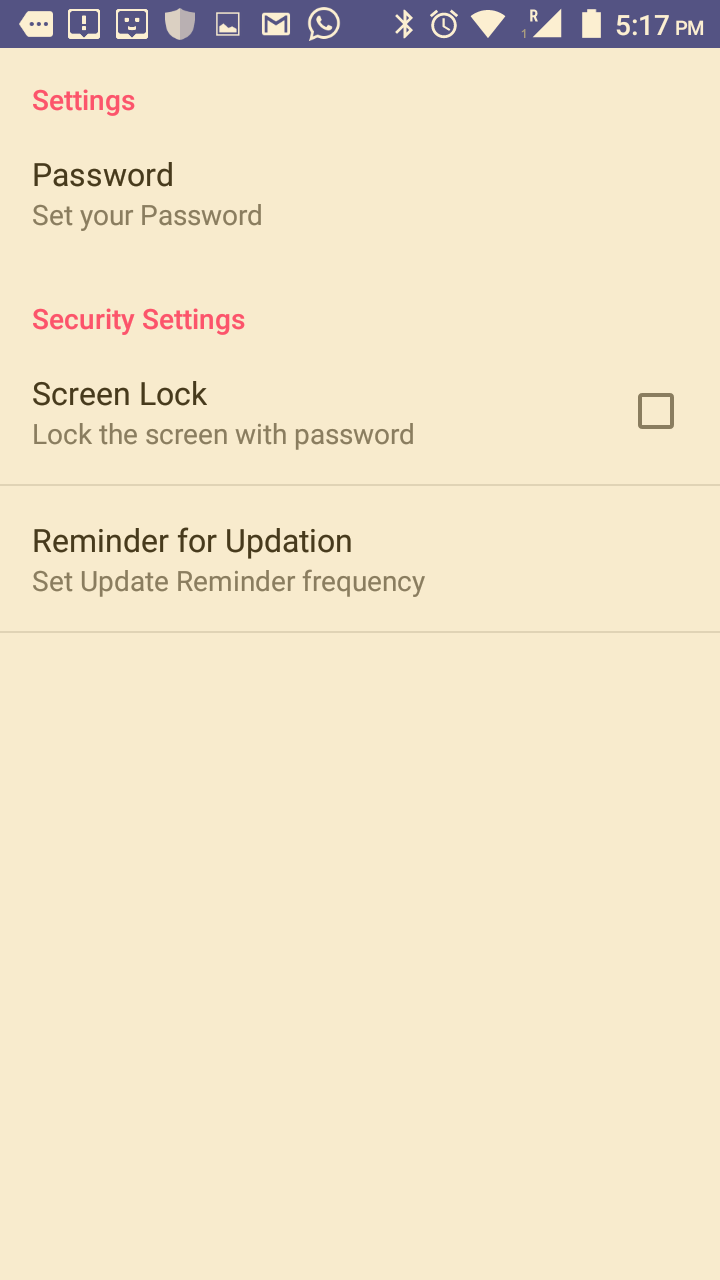 R
1
5:17 PM
Settings
Password
Set your Password
Security Settings
Screen Lock
Lock the screen with password
Reminder for Updation
Set Update Reminder frequency